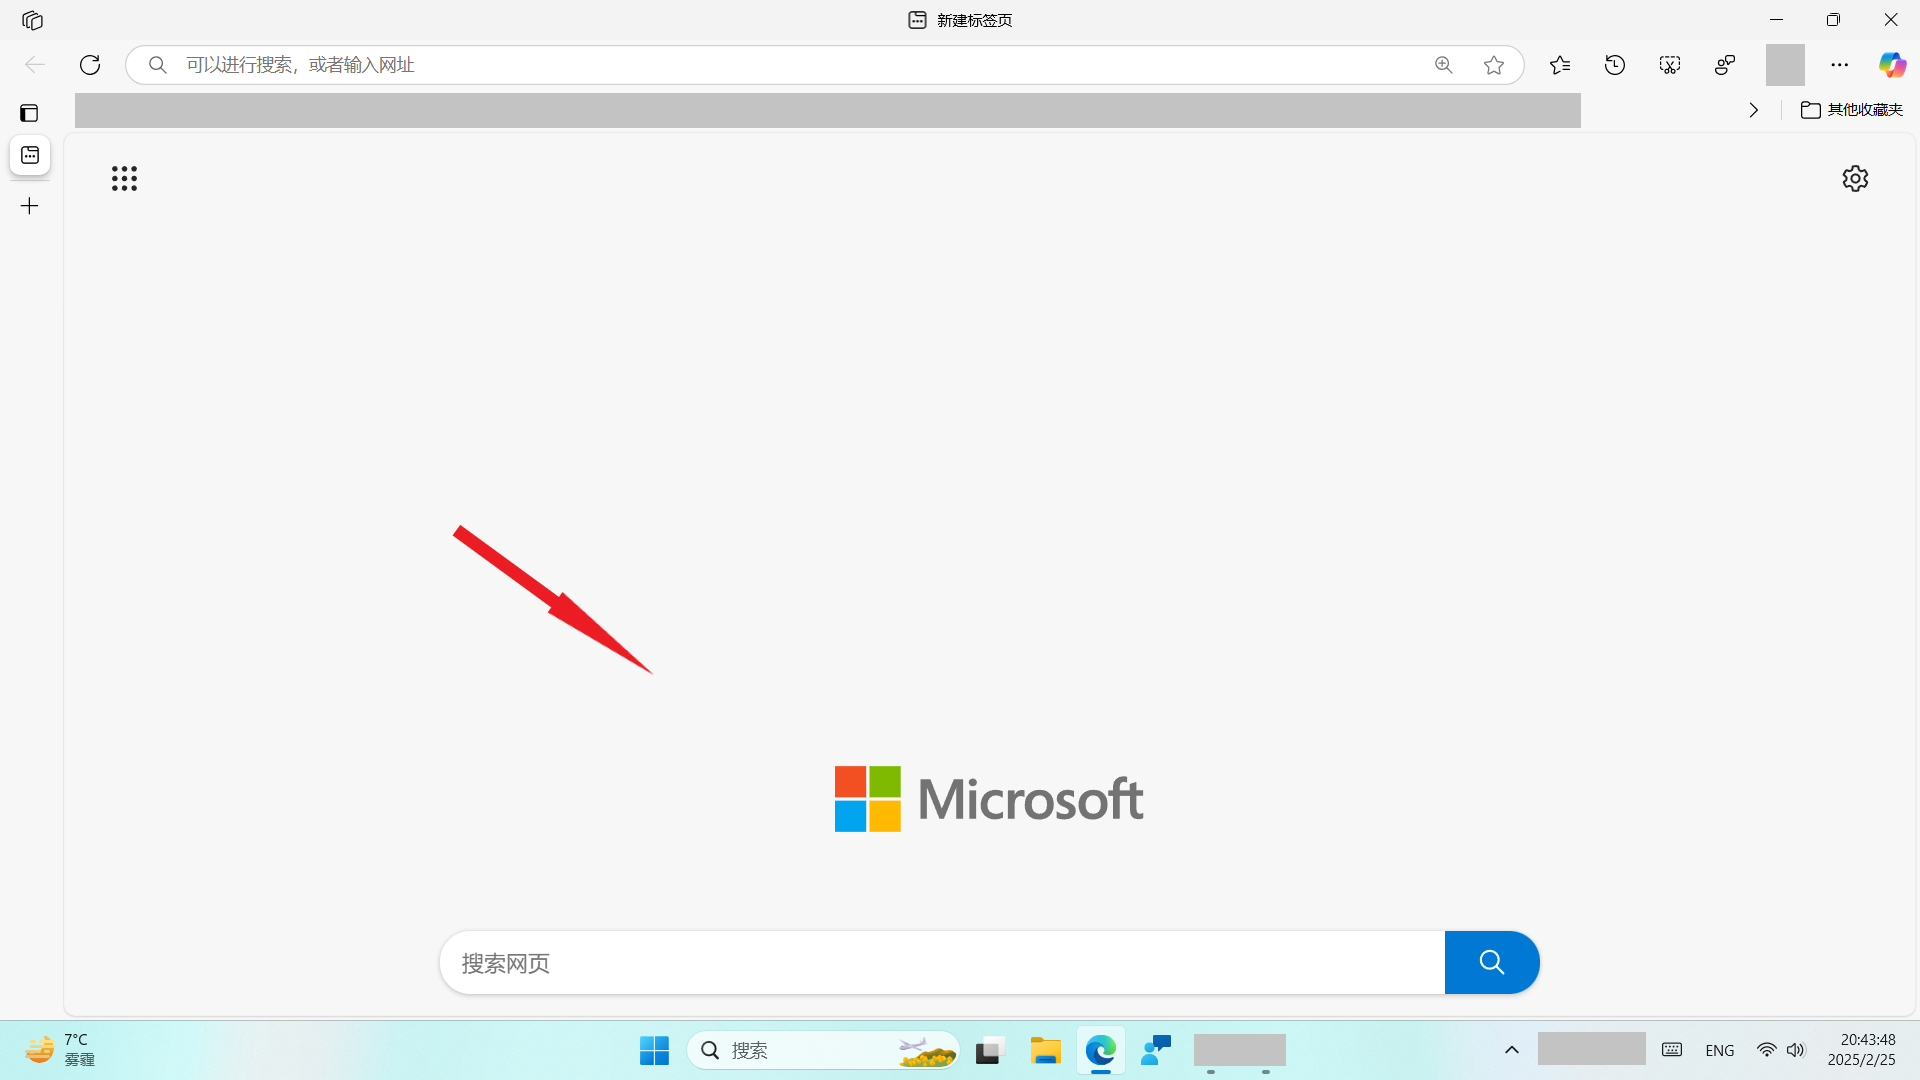 新建标签页
可以进行搜索，或者输入网址
其他收藏夹
Microsoft
搜索网页
7°C
雾霾
搜索
ENG
20:43:48
2025/2/25